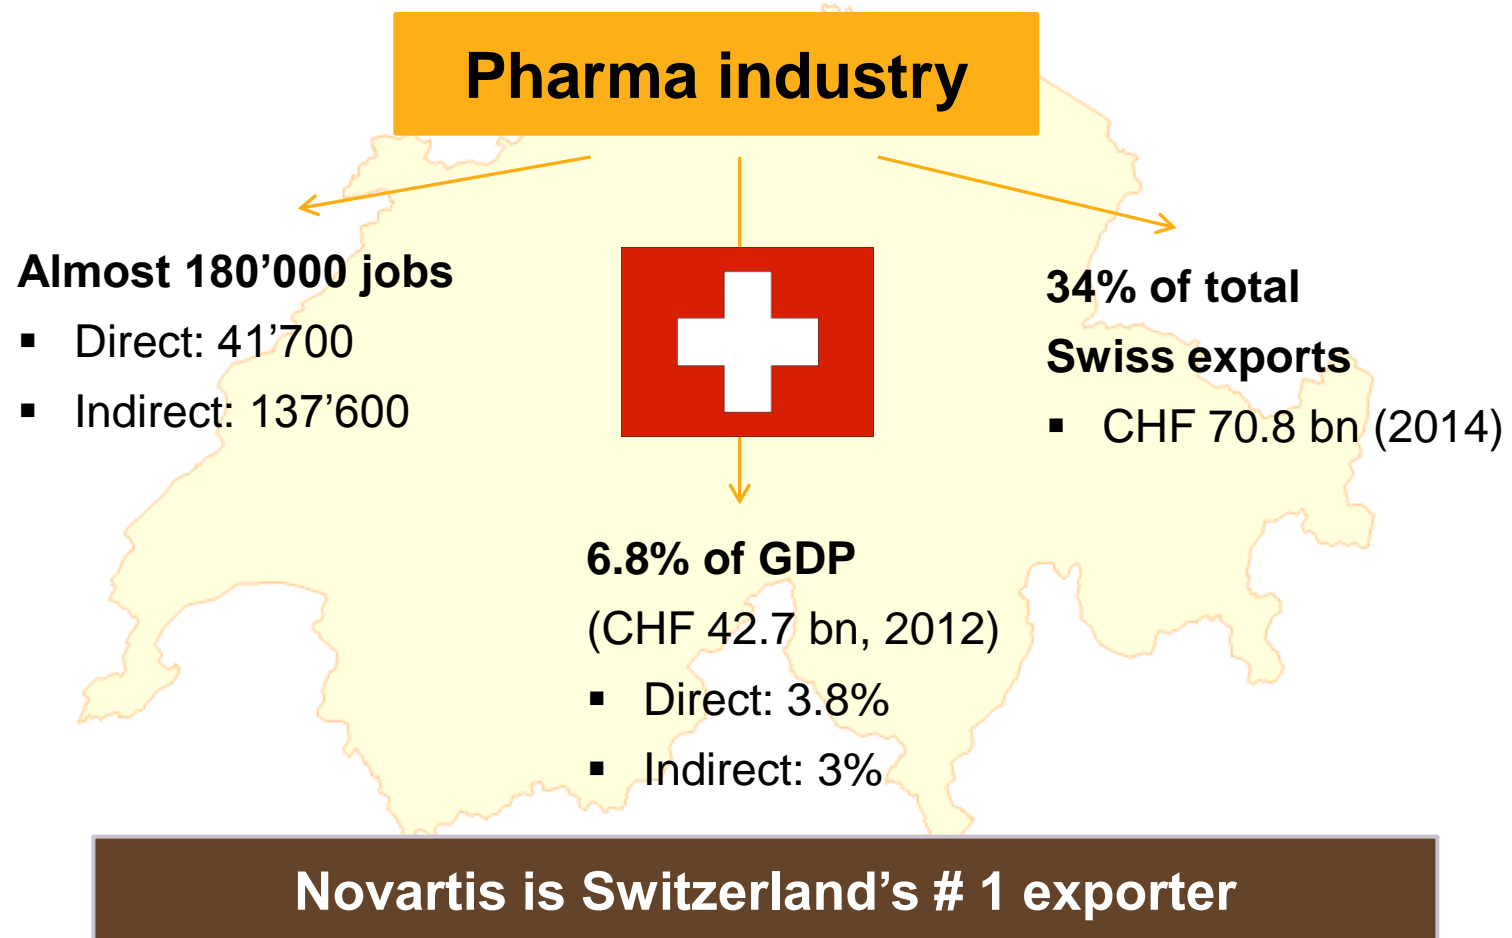 Pharma industry
Almost 180’000 jobs
▪ Direct: 41’700
▪ Indirect: 137’600
34% of total
Swiss exports
▪ CHF 70.8 bn (2014)
6.8% of GDP
(CHF 42.7 bn, 2012)
▪ Direct: 3.8%
▪ Indirect: 3%
Novartis is Switzerland’s # 1 exporter